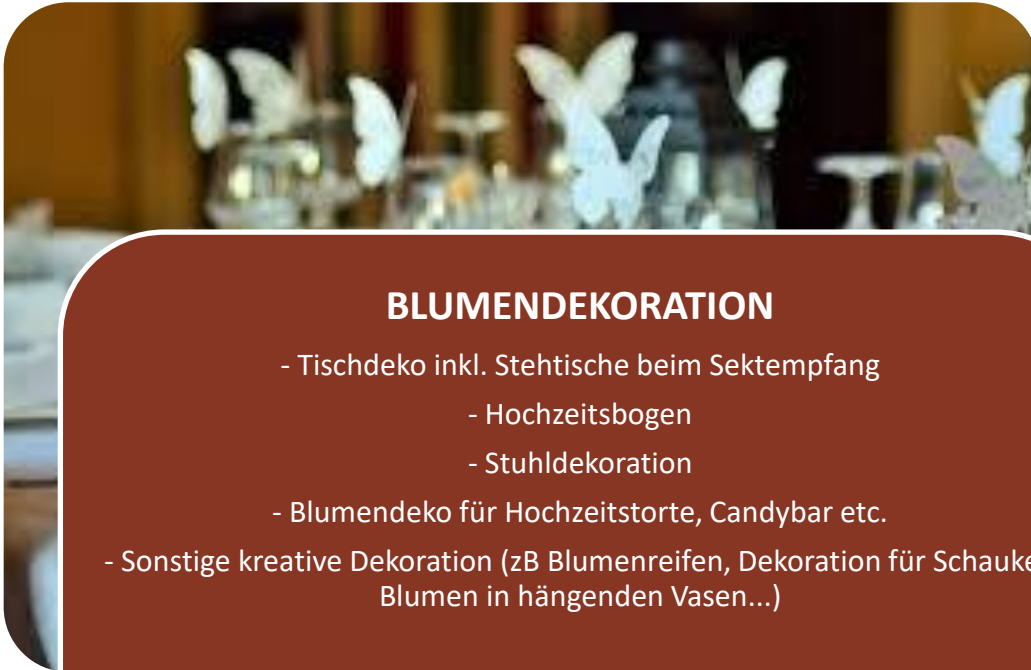 BLUMENDEKORATION
- Tischdeko inkl. Stehtische beim Sektempfang
- Hochzeitsbogen
- Stuhldekoration
- Blumendeko für Hochzeitstorte, Candybar etc.
- Sonstige kreative Dekoration (zB Blumenreifen, Dekoration für
Blumen in hängenden Vasen...)